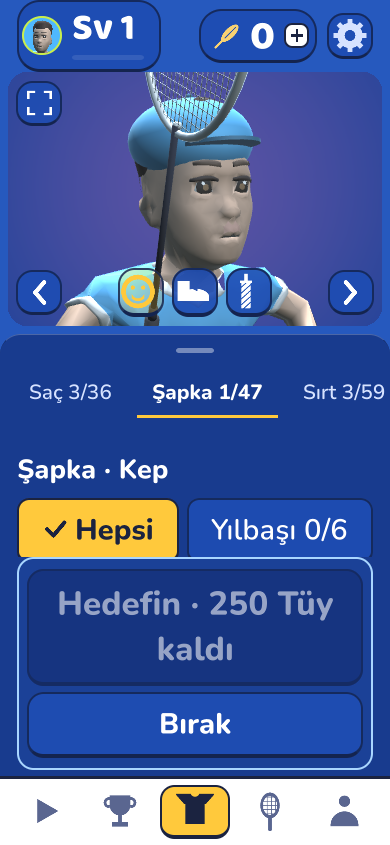 Sv 1
0
Saç 3/36
Şapka 1/47
Sırt 3/59
Şapka · Kep
Hepsi
Yılbaşı 0/6
Hedefin · 250 Tüy
kaldı
Bırak